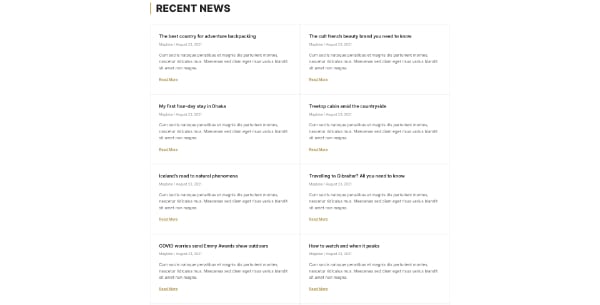 RECENT NEWS
The best country for adventure backpacking
August 23, 2021
Cum sociis natoque penatibus et magnis dis parturient montes,
nascetur ridiculus mus. Maecenas sed diam eget risus varius blandit
sit amet non magna.
Read More
The cult friends beauty brand you need to know
August 23, 2021
Cum sociis natoque penatibus et magnis dis parturient montes,
nascetur ridiculus mus. Maecenas sed diam eget risus varius blandit
sit amet non magna.
Read More
My first four-day stay in Dhaka
August 23, 2021
Cum sociis natoque penatibus et magnis dis parturient montes,
nascetur ridiculus mus. Maecenas sed diam eget risus varius blandit
sit amet non magna.
Read More
Treetop cabin amid the countryside
August 23, 2021
Cum sociis natoque penatibus et magnis dis parturient montes,
nascetur ridiculus mus. Maecenas sed diam eget risus varius blandit
sit amet non magna.
Read More
Iceland's road to natural phenomena
August 23, 2021
Cum sociis natoque penatibus et magnis dis parturient montes,
nascetur ridiculus mus. Maecenas sed diam eget risus varius blandit
sit amet non magna.
Read More
Travelling to Gibraltar? All you need to know
August 23, 2021
Cum sociis natoque penatibus et magnis dis parturient montes,
nascetur ridiculus mus. Maecenas sed diam eget risus varius blandit
sit amet non magna.
Read More
COVID worries send Emmy Awards show outdoors
August 23, 2021
Cum sociis natoque penatibus et magnis dis parturient montes,
nascetur ridiculus mus. Maecenas sed diam eget risus varius blandit
sit amet non magna.
Read More
How to watch and when it peaks
August 23, 2021
Cum sociis natoque penatibus et magnis dis parturient montes,
nascetur ridiculus mus. Maecenas sed diam eget risus varius blandit
sit amet non magna.
Read More